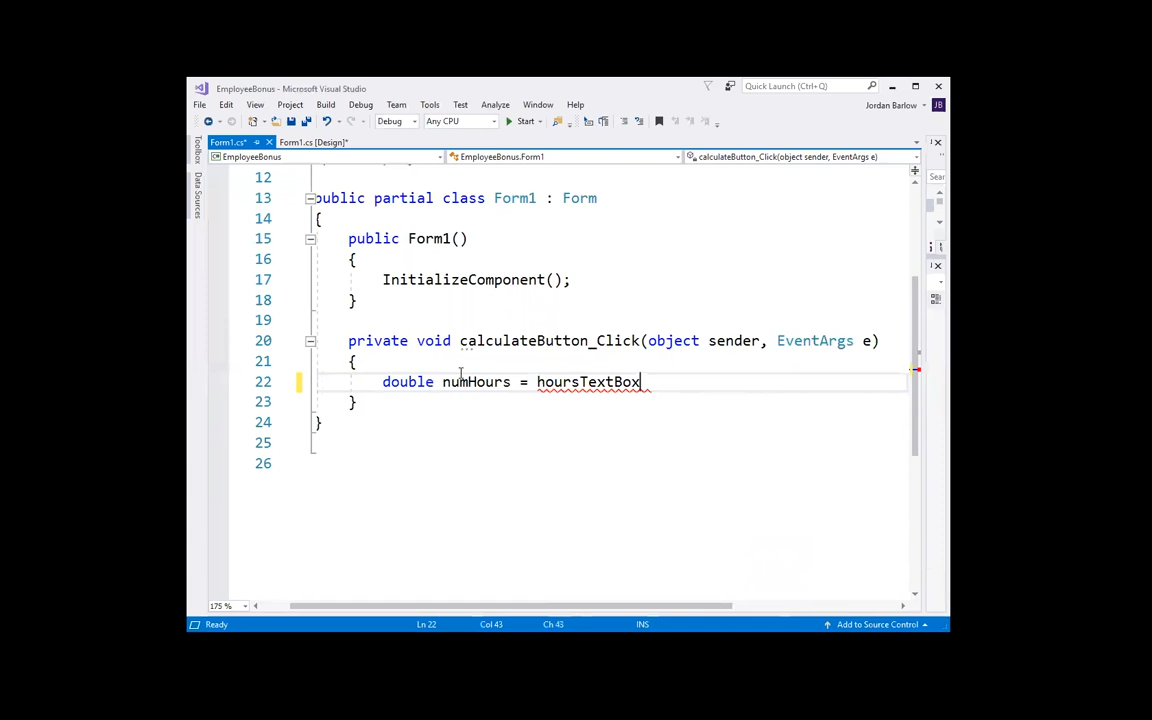 EmployeeBonus - Microsoft Visual Studio
Quick Launch (Ctrl+Q)
File Edit View Project Build Debug Team Tools Test Analyze Window Help
Jordan Barlow JB
Debug Any CPU Start
Form1.cs* Form1.cs [Design]*
EmployeeBonus EmployeeBonus.Form1 calculateButton_Click(object sender, EventArgs e)
Toolbox
Data Sources
Sear
12
13 public partial class Form1 : Form
14 {
15 public Form1()
16 {
17 InitializeComponent();
18 }
19
20 private void calculateButton_Click(object sender, EventArgs e)
21 {
22 double numHours = hoursTextBox
23 }
24 }
25
26
175 %
Ready Ln 22 Col 43 Ch 43 INS Add to Source Control